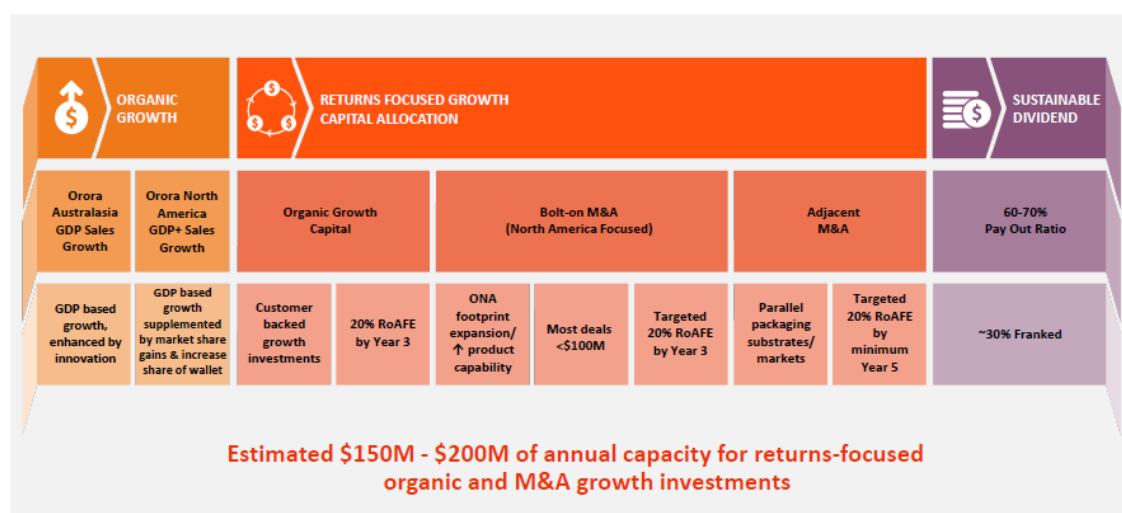 ORGANIC
GROWTH
RETURNS FOCUSED GROWTH
CAPITAL ALLOCATION
SUSTAINABLE
DIVIDEND
Orora
Australasia
GDP Sales
Growth
Orora North
America
GDP+ Sales
Growth
Organic Growth
Capital
Bolt-on M&A
(North America Focused)
Adjacent
M&A
60-70%
Pay Out Ratio
GDP based
growth,
enhanced by
innovation
GDP based
growth
supplemented
by market share
gains & increase
share of wallet
Customer
backed
growth
investments
20% RoAFE
by Year 3
ONA
footprint
expansion/
↑ product
capability
Most deals
<$100M
Targeted
20% RoAFE
by Year 3
Parallel
packaging
substrates/
markets
Targeted
20% RoAFE
by
minimum
Year 5
~30% Franked
Estimated $150M - $200M of annual capacity for returns-focused
organic and M&A growth investments